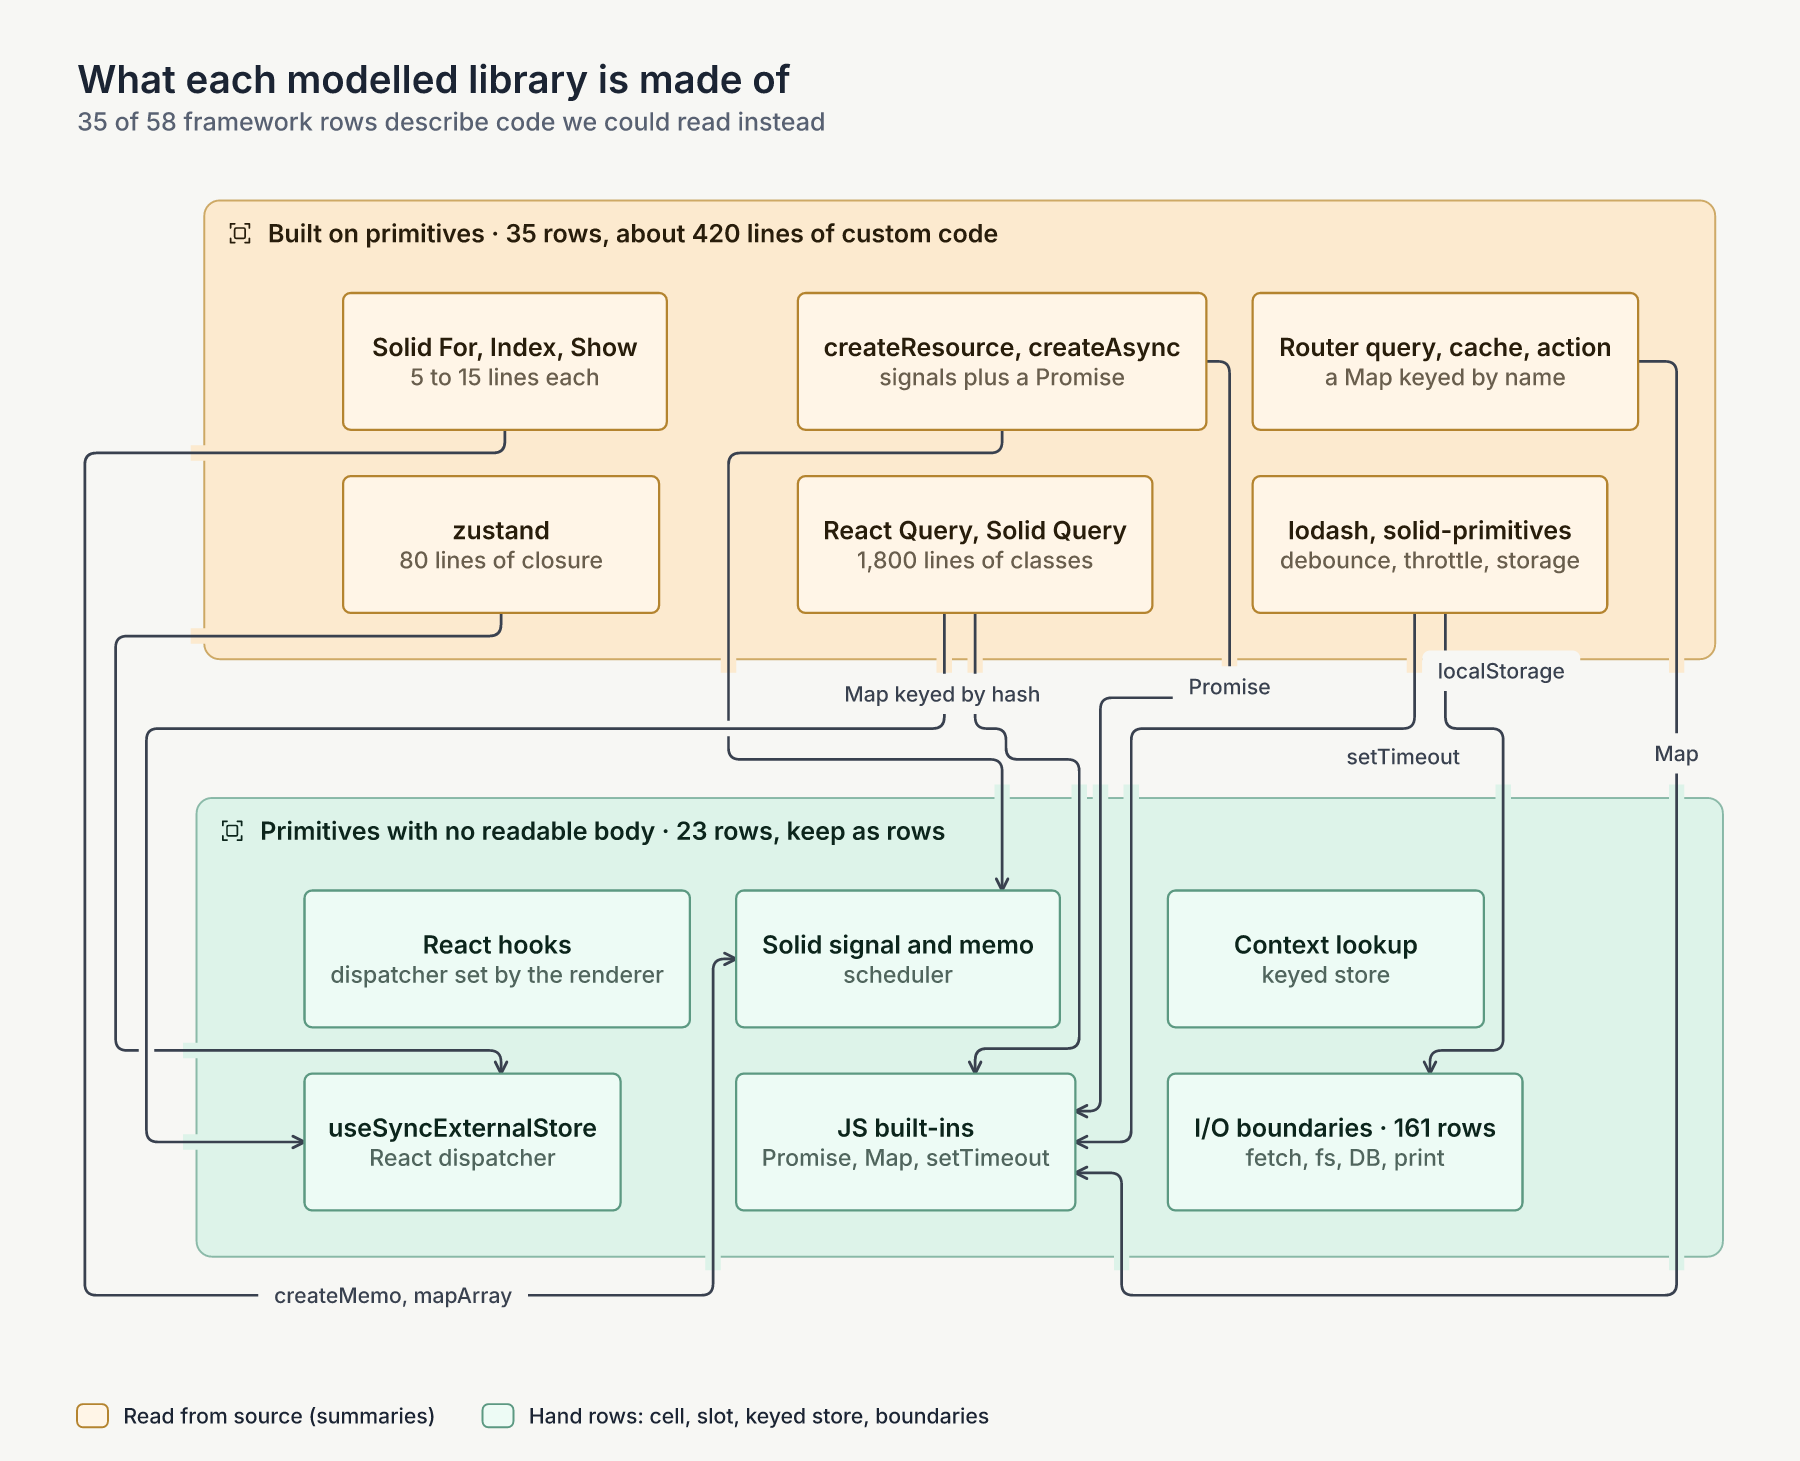 What each modelled library is made of
35 of 58 framework rows describe code we could read instead
Built on primitives · 35 rows, about 420 lines of custom code
Solid For, Index, Show
5 to 15 lines each
createResource, createAsync
signals plus a Promise
Router query, cache, action
a Map keyed by name
zustand
80 lines of closure
React Query, Solid Query
1,800 lines of classes
lodash, solid-primitives
debounce, throttle, storage
Map keyed by hash
Promise
localStorage
setTimeout
Map
Primitives with no readable body · 23 rows, keep as rows
React hooks
dispatcher set by the renderer
Solid signal and memo
scheduler
Context lookup
keyed store
useSyncExternalStore
React dispatcher
JS built-ins
Promise, Map, setTimeout
I/O boundaries · 161 rows
fetch, fs, DB, print
createMemo, mapArray
Read from source (summaries)
Hand rows: cell, slot, keyed store, boundaries